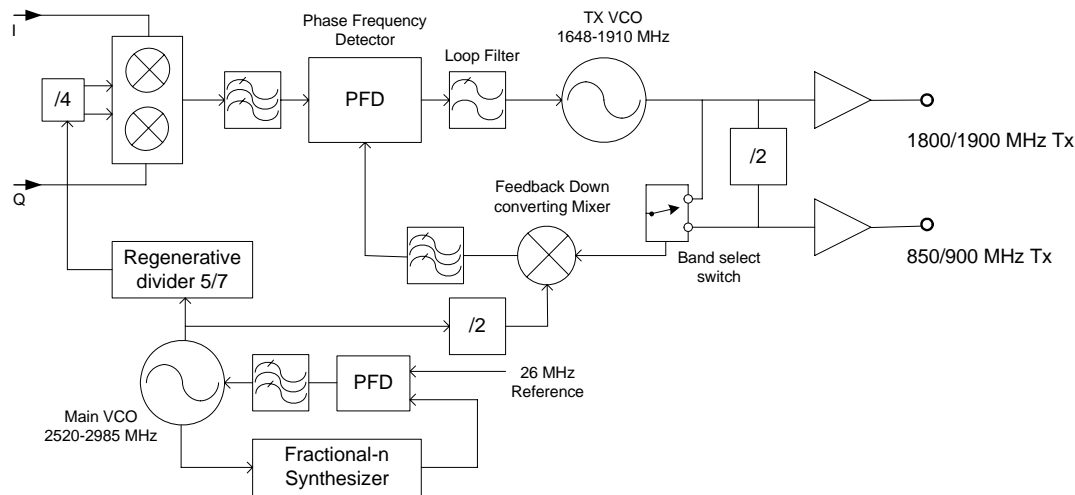 I
Q
/4
Phase Frequency
Detector
PFD
Loop Filter
TX VCO
1648-1910 MHz
/2
1800/1900 MHz Tx
850/900 MHz Tx
Band select
switch
Feedback Down
converting Mixer
Regenerative
divider 5/7
/2
Main VCO
2520-2985 MHz
PFD
26 MHz
Reference
Fractional-n
Synthesizer